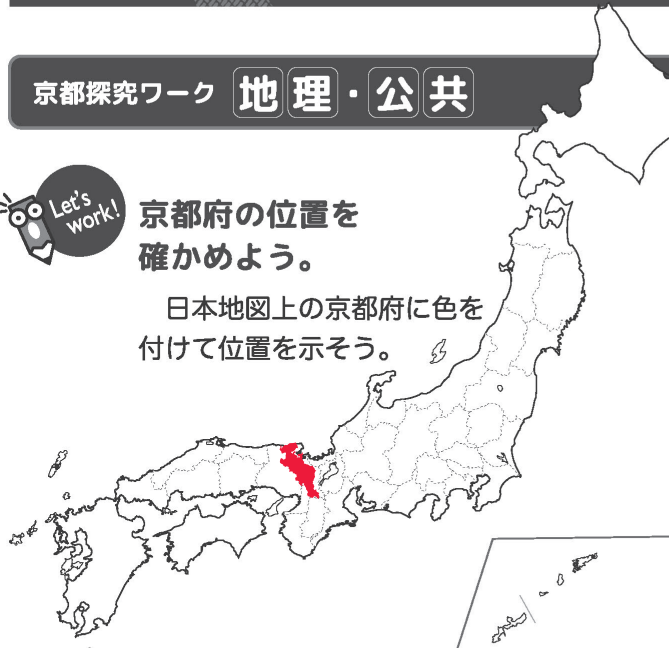 京都探究ワーク 地理・公共
Let's
work!
京都府の位置を
確かめよう。
日本地図上の京都府に色を
付けて位置を示そう。